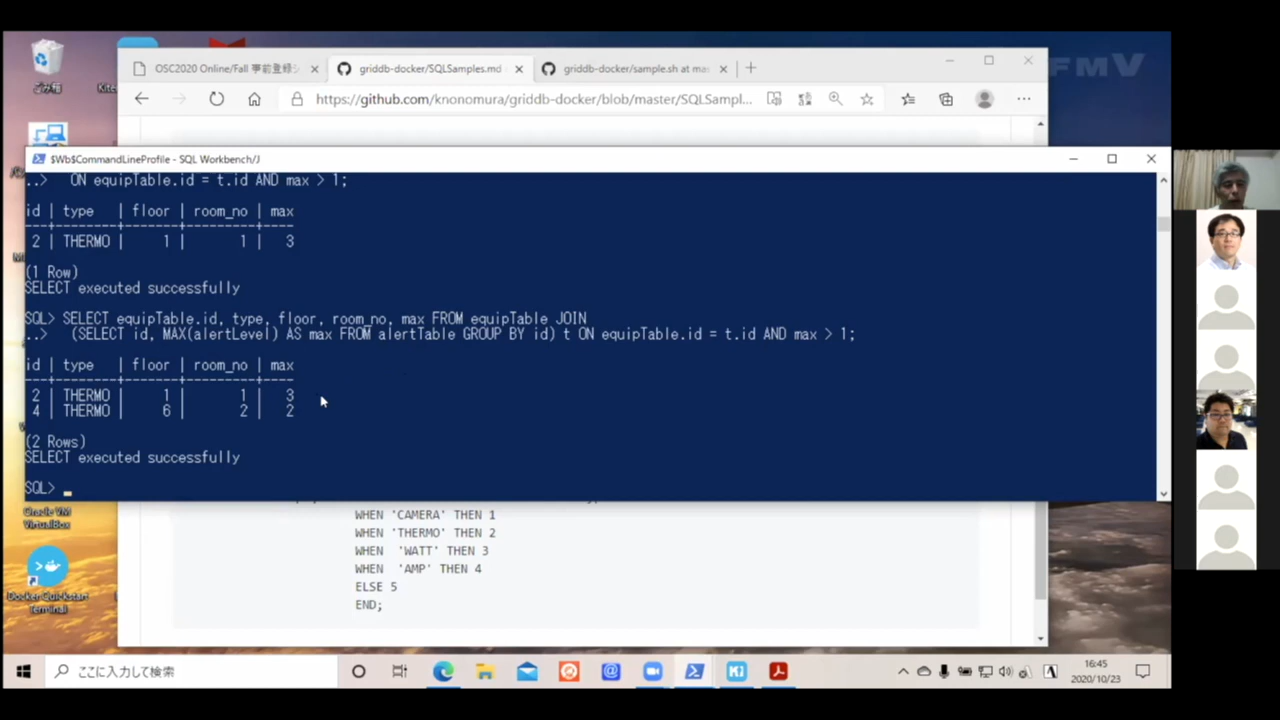 ごみ箱
FMV
OSC2020 Online/Fall 事前登録
griddb-docker/SQLSamples.md
griddb-docker/sample.sh at mas
https://github.com/knonomura/griddb-docker/blob/master/SQLSampl...
$Wb$CommandLineProfile - SQL Workbench/J
..> ON equipTable.id = t.id AND max > 1;
id | type | floor | room_no | max
2 | THERMO | 1 | 1 | 3
(1 Row)
SELECT executed successfully
SQL> SELECT equipTable.id, type, floor, room_no, max FROM equipTable JOIN
..> (SELECT id, MAX(alertLevel) AS max FROM alertTable GROUP BY id) t ON equipTable.id = t.id AND max > 1;
id | type | floor | room_no | max
2 | THERMO | 1 | 1 | 3
4 | THERMO | 6 | 2 | 2
(2 Rows)
SELECT executed successfully
SQL>
Oracle VM
VirtualBox
WHEN 'CAMERA' THEN 1
WHEN 'THERMO' THEN 2
WHEN 'WATT' THEN 3
WHEN 'AMP' THEN 4
ELSE 5
END;
Docker Quickstart
Terminal
ここに入力して検索
A
16:45
2020/10/23